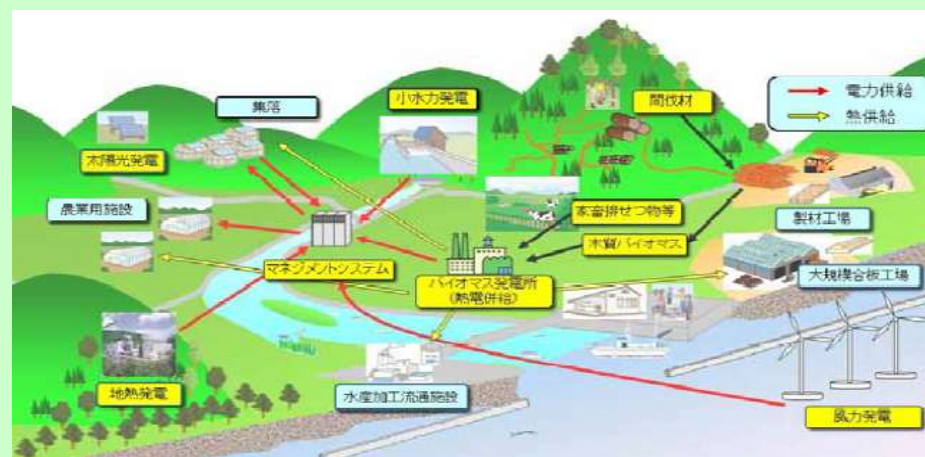 集落
小水力発電
間伐材
電力供給
熱供給
太陽光発電
農業用施設
家畜排せつ物等
製材工場
木質バイオマス
マネジメントシステム
バイオマス発電所
(熱電併給)
大規模合板工場
地熱発電
水産加工流通施設
風力発電